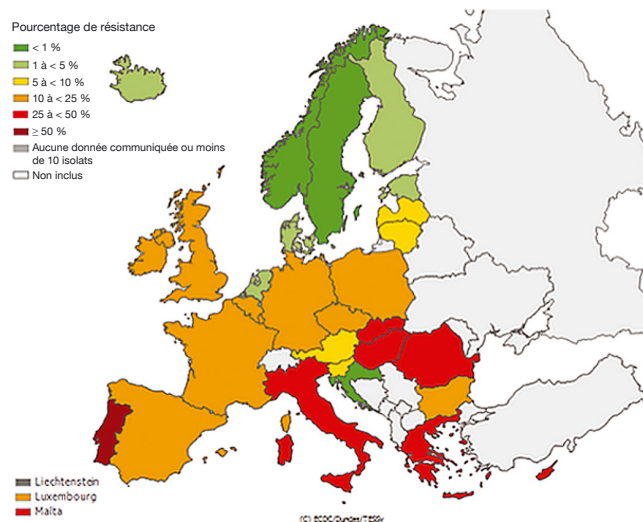 Pourcentage de résistance
< 1 %
1 à < 5 %
5 à < 10 %
10 à < 25 %
25 à < 50 %
≥ 50 %
Aucune donnée communiquée ou moins
de 10 isolats
Non inclus
Liechtenstein
Luxembourg
Malta
(C) ECDC/Dundas/TESSy